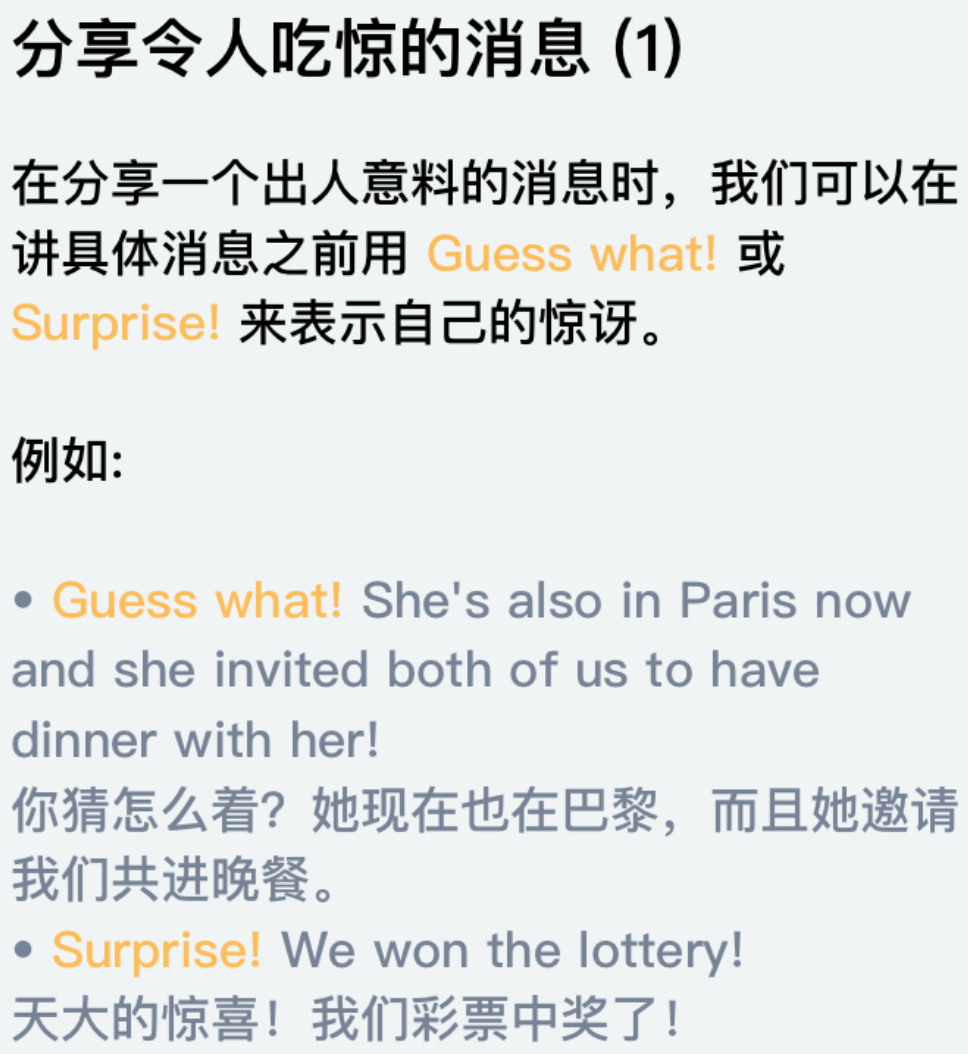 分享令人吃惊的消息 (1)
在分享一个出人意料的消息时，我们可以在
讲具体消息之前用 Guess what! 或
Surprise! 来表示自己的惊讶。
例如:
• Guess what! She's also in Paris now
and she invited both of us to have
dinner with her!
你猜怎么着？她现在也在巴黎，而且她邀请
我们共进晚餐。
• Surprise! We won the lottery!
天大的惊喜！我们彩票中奖了！